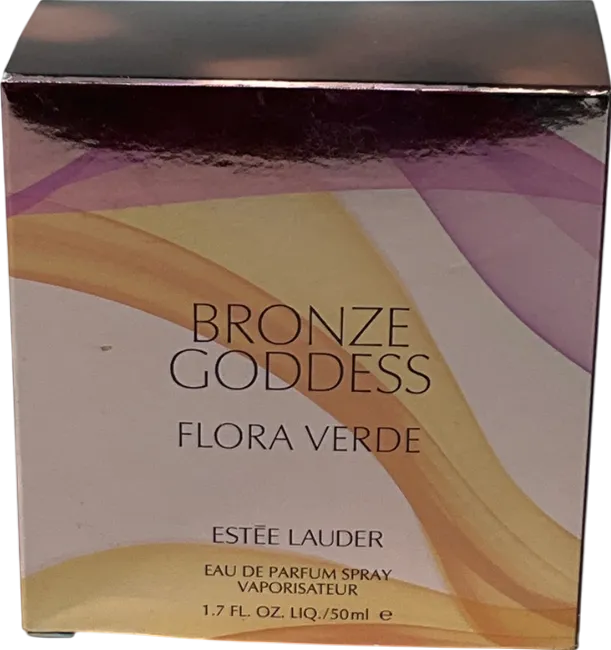 BRONZE
GODDESS
FLORA VERDE
ESTĒE LAUDER
EAU DE PARFUM SPRAY
VAPORISATEUR
1.7 FL. OZ. LIQ./50ml ℮